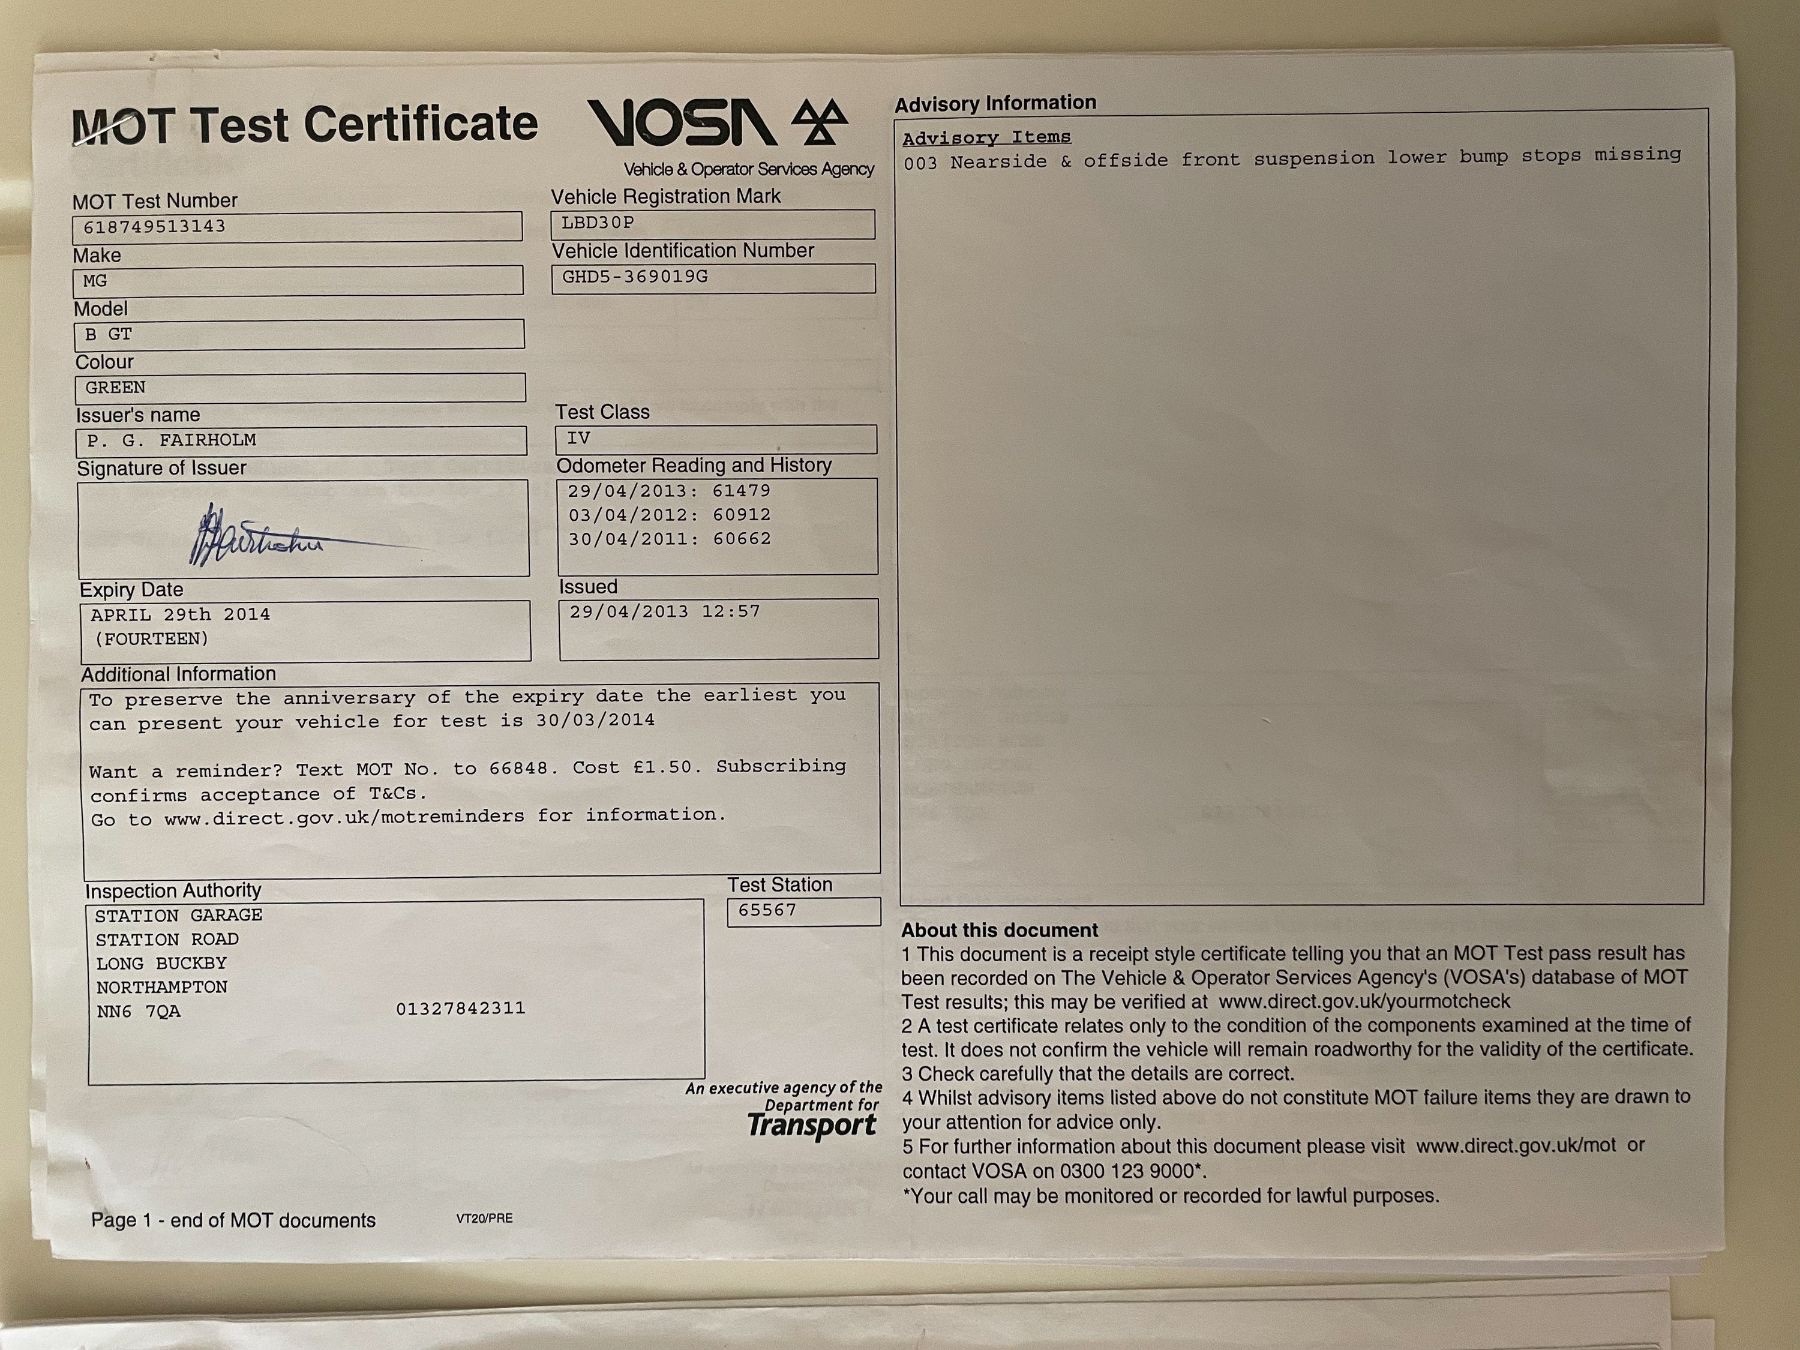 MOT Test Certificate
VOSA
Vehicle & Operator Services Agency
MOT Test Number
618749513143
Vehicle Registration Mark
LBD30P
Make
MG
Vehicle Identification Number
GHD5-369019G
Model
B GT
Colour
GREEN
Issuer's name
P. G. FAIRHOLM
Test Class
IV
Signature of Issuer
Odometer Reading and History
29/04/2013: 61479
03/04/2012: 60912
30/04/2011: 60662
Expiry Date
APRIL 29th 2014
(FOURTEEN)
Issued
29/04/2013 12:57
Additional Information
To preserve the anniversary of the expiry date the earliest you
can present your vehicle for test is 30/03/2014
Want a reminder? Text MOT No. to 66848. Cost £1.50. Subscribing
confirms acceptance of T&Cs.
Go to www.direct.gov.uk/motreminders for information.
Inspection Authority
STATION GARAGE
STATION ROAD
LONG BUCKBY
NORTHAMPTON
NN6 7QA 01327842311
Test Station
65567
An executive agency of the
Department for
Transport
Page 1 - end of MOT documents
VT20/PRE
Advisory Information
Advisory Items
003 Nearside & offside front suspension lower bump stops missing
About this document
1 This document is a receipt style certificate telling you that an MOT Test pass result has
been recorded on The Vehicle & Operator Services Agency's (VOSA's) database of MOT
Test results; this may be verified at www.direct.gov.uk/yourmotcheck
2 A test certificate relates only to the condition of the components examined at the time of
test. It does not confirm the vehicle will remain roadworthy for the validity of the certificate.
3 Check carefully that the details are correct.
4 Whilst advisory items listed above do not constitute MOT failure items they are drawn to
your attention for advice only.
5 For further information about this document please visit www.direct.gov.uk/mot or
contact VOSA on 0300 123 9000*.
*Your call may be monitored or recorded for lawful purposes.